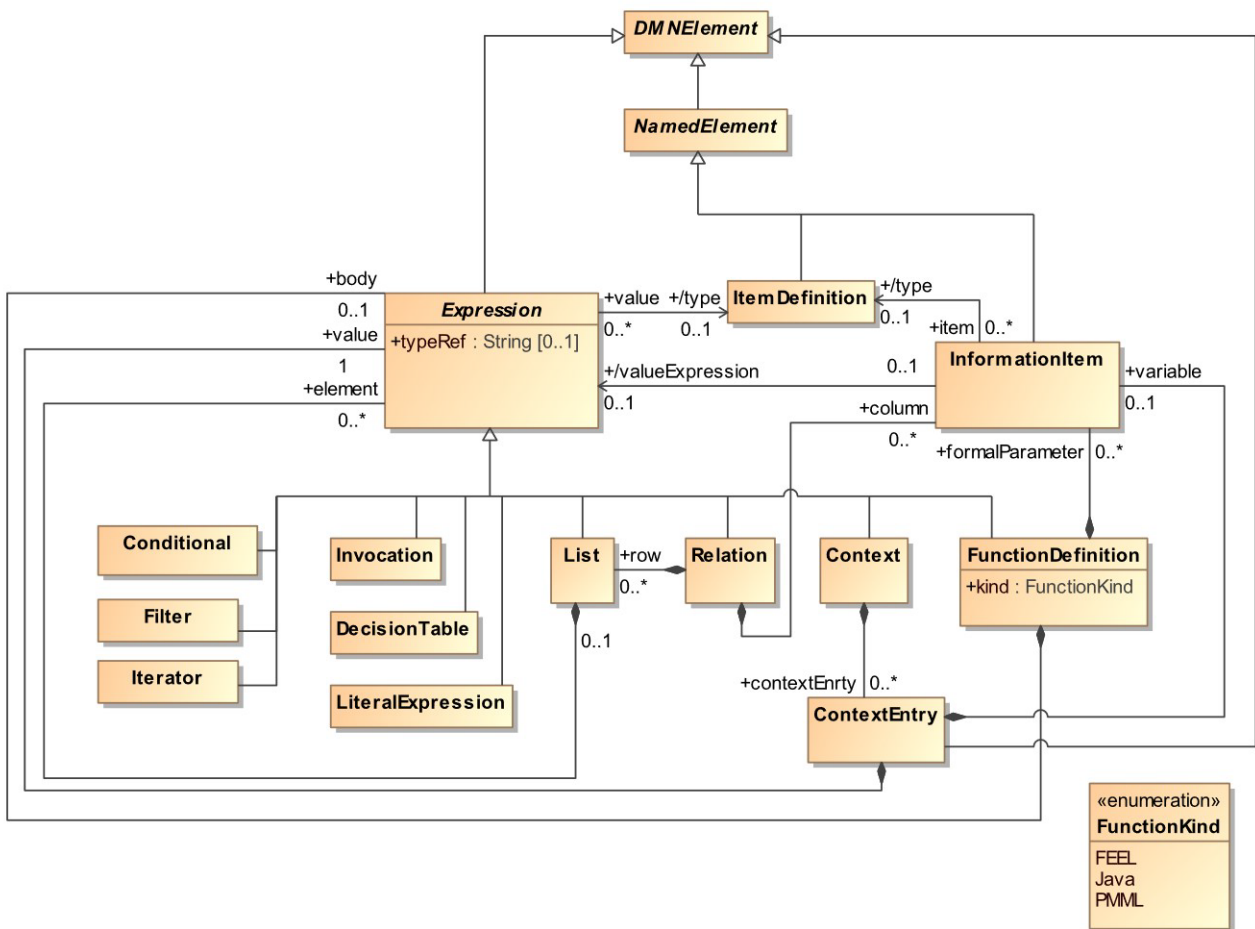 DMNElement
NamedElement
+body
0..1
+value
1
+element
0..*
Expression
+typeRef : String [0..1]
+value
0..*
+/type
0..1
ItemDefinition
+/type
0..1
+item
0..*
InformationItem
+/valueExpression
0..1
0..1
+column
0..*
+variable
0..1
+formalParameter
0..*
Conditional
Filter
Iterator
Invocation
DecisionTable
LiteralExpression
List
+row
0..*
0..1
Relation
Context
FunctionDefinition
+kind : FunctionKind
+contextEnrty
0..*
ContextEntry
«enumeration»
FunctionKind
FEEL
Java
PMML